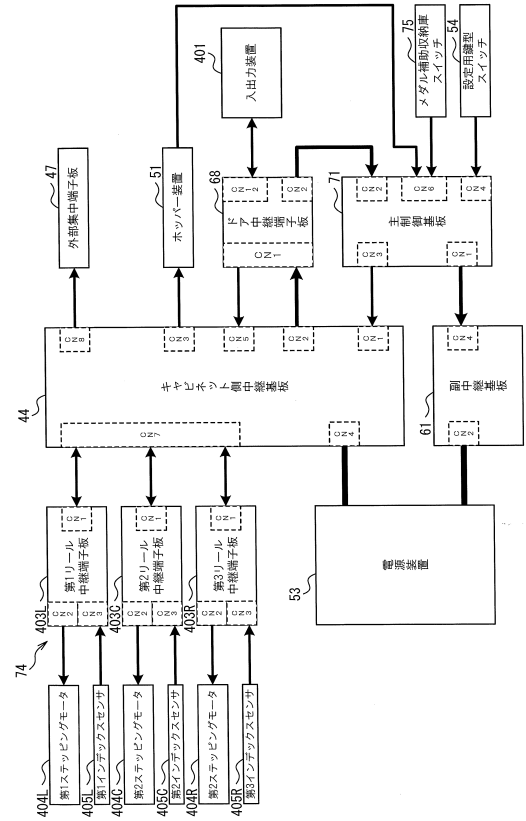 74
404L
第1ステッピングモータ
405L
第1インデックスセンサ
404C
第2ステッピングモータ
405C
第2インデックスセンサ
404R
第2ステッピングモータ
405R
第3インデックスセンサ
403L
第1リール
中継端子板
CN2
CN3
CN1
403C
第2リール
中継端子板
CN2
CN3
CN1
403R
第3リール
中継端子板
CN2
CN3
CN1
44
キャビネット側中継基板
CN7
CN4
CN8
CN3
CN5
CN2
CN1
47
外部集中端子板
51
ホッパー装置
68
ドア中継端子板
CN1
CN12
CN2
401
入出力装置
71
主制御基板
CN3
CN1
CN2
CN6
CN4
75
メダル補助収納庫
スイッチ
54
設定用鍵型
スイッチ
53
電源装置
61
副中継基板
CN2
CN4